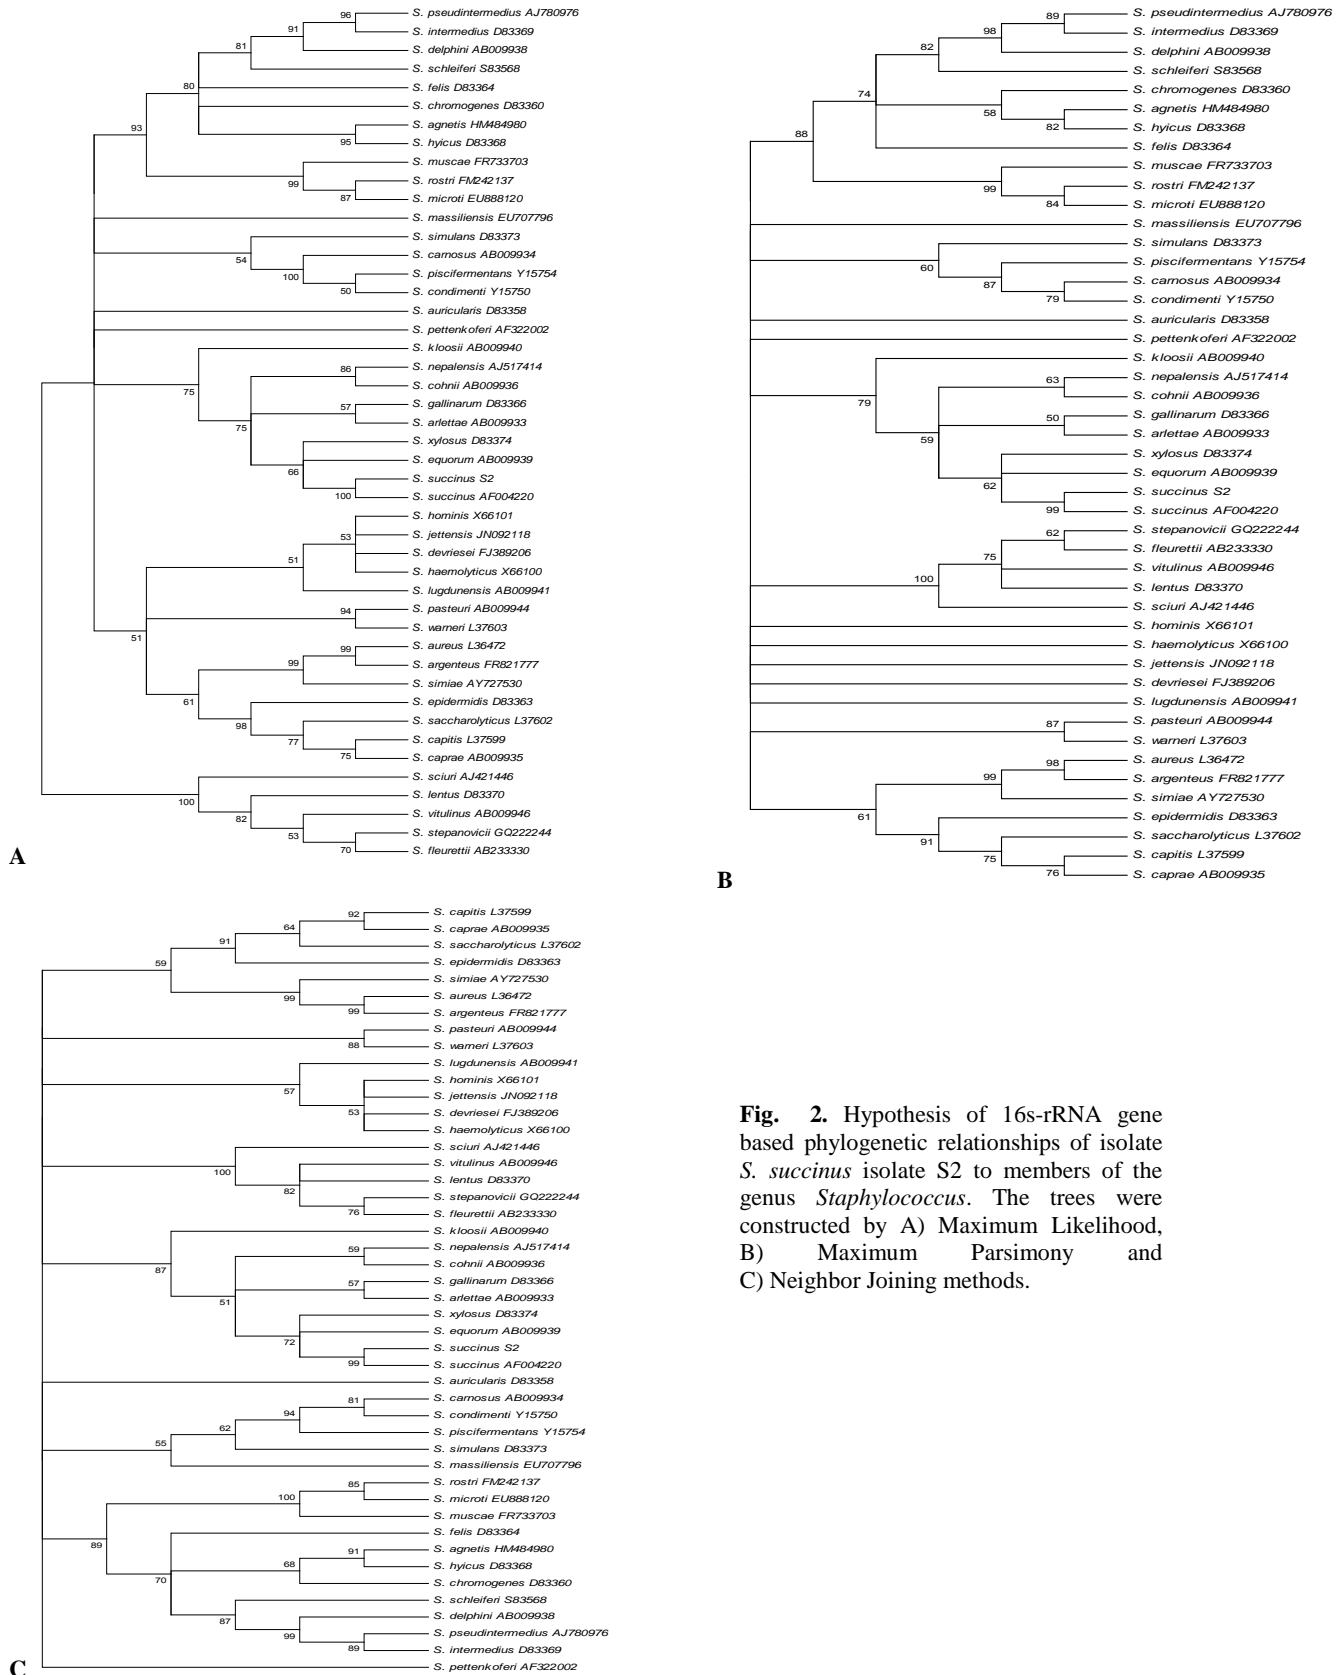 96
S. pseudintermedius AJ780976
S. intermedius D83369
91
S. delphini AB009938
81
S. schleiferi S83568
80
S. felis D83364
S. chromogenes D83360
93
S. agnetis HM484980
95
S. hyicus D83368
S. muscae FR733703
99
S. rostri FM242137
87
S. microti EU888120
S. massiliensis EU707796
S. simulans D83373
54
S. carnosus AB009934
100
S. piscifermentans Y15754
50
S. condimenti Y15750
S. auricularis D83358
S. pettenkoferi AF322002
S. kloosii AB009940
75
86
S. nepalensis AJ517414
S. cohnii AB009936
75
57
S. gallinarum D83366
S. arlettae AB009933
S. xylosus D83374
66
S. equorum AB009939
S. succinus S2
100
S. succinus AF004220
S. hominis X66101
53
S. jettensis JN092118
51
S. devriesei FJ389206
S. haemolyticus X66100
S. lugdunensis AB009941
51
94
S. pasteuri AB009944
S. warneri L37603
99
S. aureus L36472
99
S. argenteus FR821777
S. simiae AY727530
61
S. epidermidis D83363
98
S. saccharolyticus L37602
77
S. capitis L37599
75
S. caprae AB009935
S. sciuri AJ421446
100
S. lentus D83370
82
S. vitulinus AB009946
53
S. stepanovicii GQ222244
70
S. fleurettii AB233330
A
89
S. pseudintermedius AJ780976
98
S. intermedius D83369
82
S. delphini AB009938
S. schleiferi S83568
74
S. chromogenes D83360
58
S. agnetis HM484980
82
S. hyicus D83368
88
S. felis D83364
S. muscae FR733703
99
S. rostri FM242137
84
S. microti EU888120
S. massiliensis EU707796
S. simulans D83373
60
S. piscifermentans Y15754
87
S. carnosus AB009934
79
S. condimenti Y15750
S. auricularis D83358
S. pettenkoferi AF322002
S. kloosii AB009940
79
63
S. nepalensis AJ517414
S. cohnii AB009936
59
50
S. gallinarum D83366
S. arlettae AB009933
S. xylosus D83374
62
S. equorum AB009939
S. succinus S2
99
S. succinus AF004220
62
S. stepanovicii GQ222244
75
S. fleurettii AB233330
S. vitulinus AB009946
100
S. lentus D83370
S. sciuri AJ421446
S. hominis X66101
S. haemolyticus X66100
S. jettensis JN092118
S. devriesei FJ389206
S. lugdunensis AB009941
87
S. pasteuri AB009944
S. warneri L37603
98
S. aureus L36472
99
S. argenteus FR821777
S. simiae AY727530
61
S. epidermidis D83363
91
S. saccharolyticus L37602
75
S. capitis L37599
76
S. caprae AB009935
B
92
S. capitis L37599
64
S. caprae AB009935
91
S. saccharolyticus L37602
59
S. epidermidis D83363
S. simiae AY727530
99
S. aureus L36472
99
S. argenteus FR821777
S. pasteuri AB009944
88
S. warneri L37603
S. lugdunensis AB009941
57
S. hominis X66101
S. jettensis JN092118
53
S. devriesei FJ389206
S. haemolyticus X66100
S. sciuri AJ421446
100
S. vitulinus AB009946
82
S. lentus D83370
S. stepanovicii GQ222244
76
S. fleurettii AB233330
S. kloosii AB009940
87
59
S. nepalensis AJ517414
S. cohnii AB009936
51
57
S. gallinarum D83366
S. arlettae AB009933
S. xylosus D83374
72
S. equorum AB009939
S. succinus S2
99
S. succinus AF004220
S. auricularis D83358
81
S. carnosus AB009934
94
S. condimenti Y15750
62
S. piscifermentans Y15754
55
S. simulans D83373
S. massiliensis EU707796
85
S. rostri FM242137
100
S. microti EU888120
S. muscae FR733703
89
S. felis D83364
91
S. agnetis HM484980
68
S. hyicus D83368
70
S. chromogenes D83360
S. schleiferi S83568
87
S. delphini AB009938
99
S. pseudintermedius AJ780976
89
S. intermedius D83369
S. pettenkoferi AF322002
C
Fig. 2. Hypothesis of 16s-rRNA gene
based phylogenetic relationships of isolate
S. succinus isolate S2 to members of the
genus Staphylococcus. The trees were
constructed by A) Maximum Likelihood,
B) Maximum Parsimony and
C) Neighbor Joining methods.